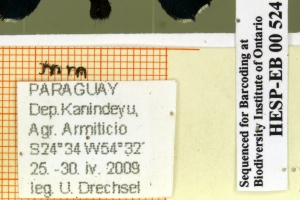 mm
PARAGUAY
Dep.Kanindeyu,
Agr. Armiticio
S24°34 W54°32'
25. -30. iv. 2009
leg. U. Drechsel
Sequenced for Barcoding at
Biodiversity Institute of Ontario
HESP-EB 00 524